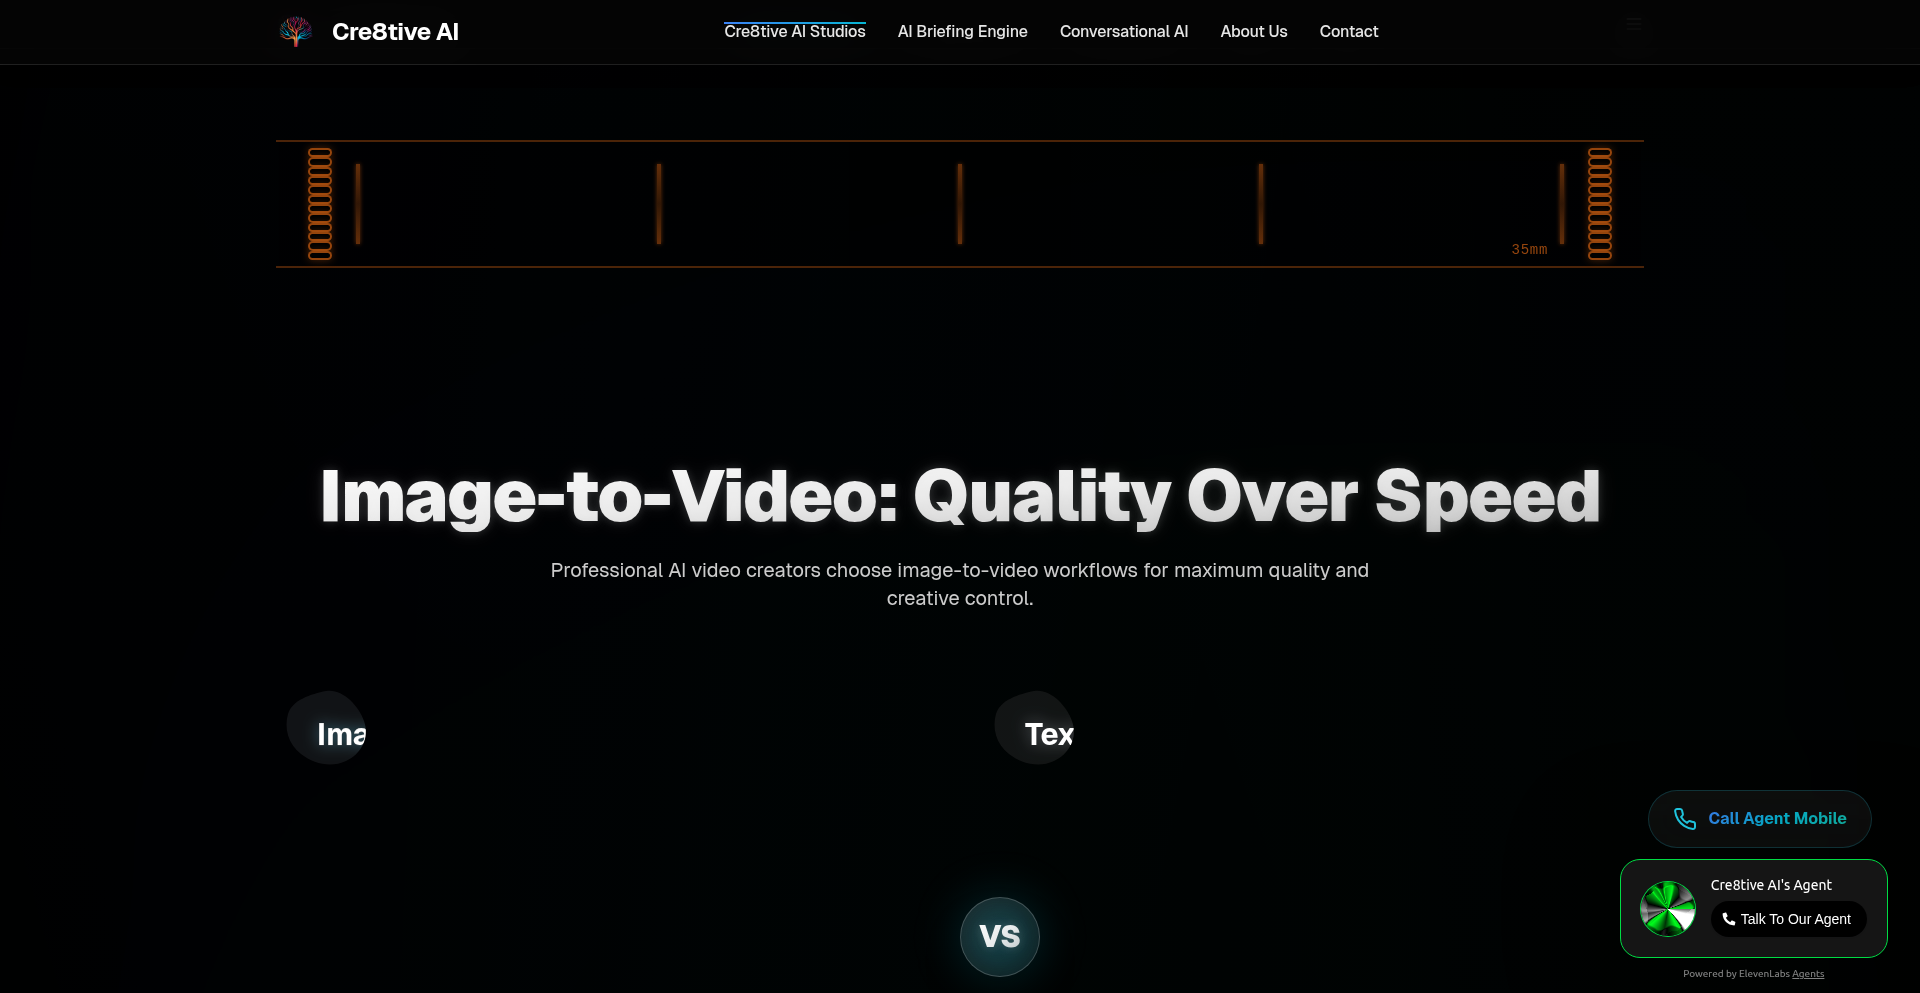 Cre8tive AI
Cre8tive AI Studios
AI Briefing Engine
Conversational AI
About Us
Contact
35mm
Image-to-Video: Quality Over Speed
Professional AI video creators choose image-to-video workflows for maximum quality and
creative control.
Ima
Tex
VS
Call Agent Mobile
Cre8tive AI's Agent
Talk To Our Agent
Powered by ElevenLabs Agents